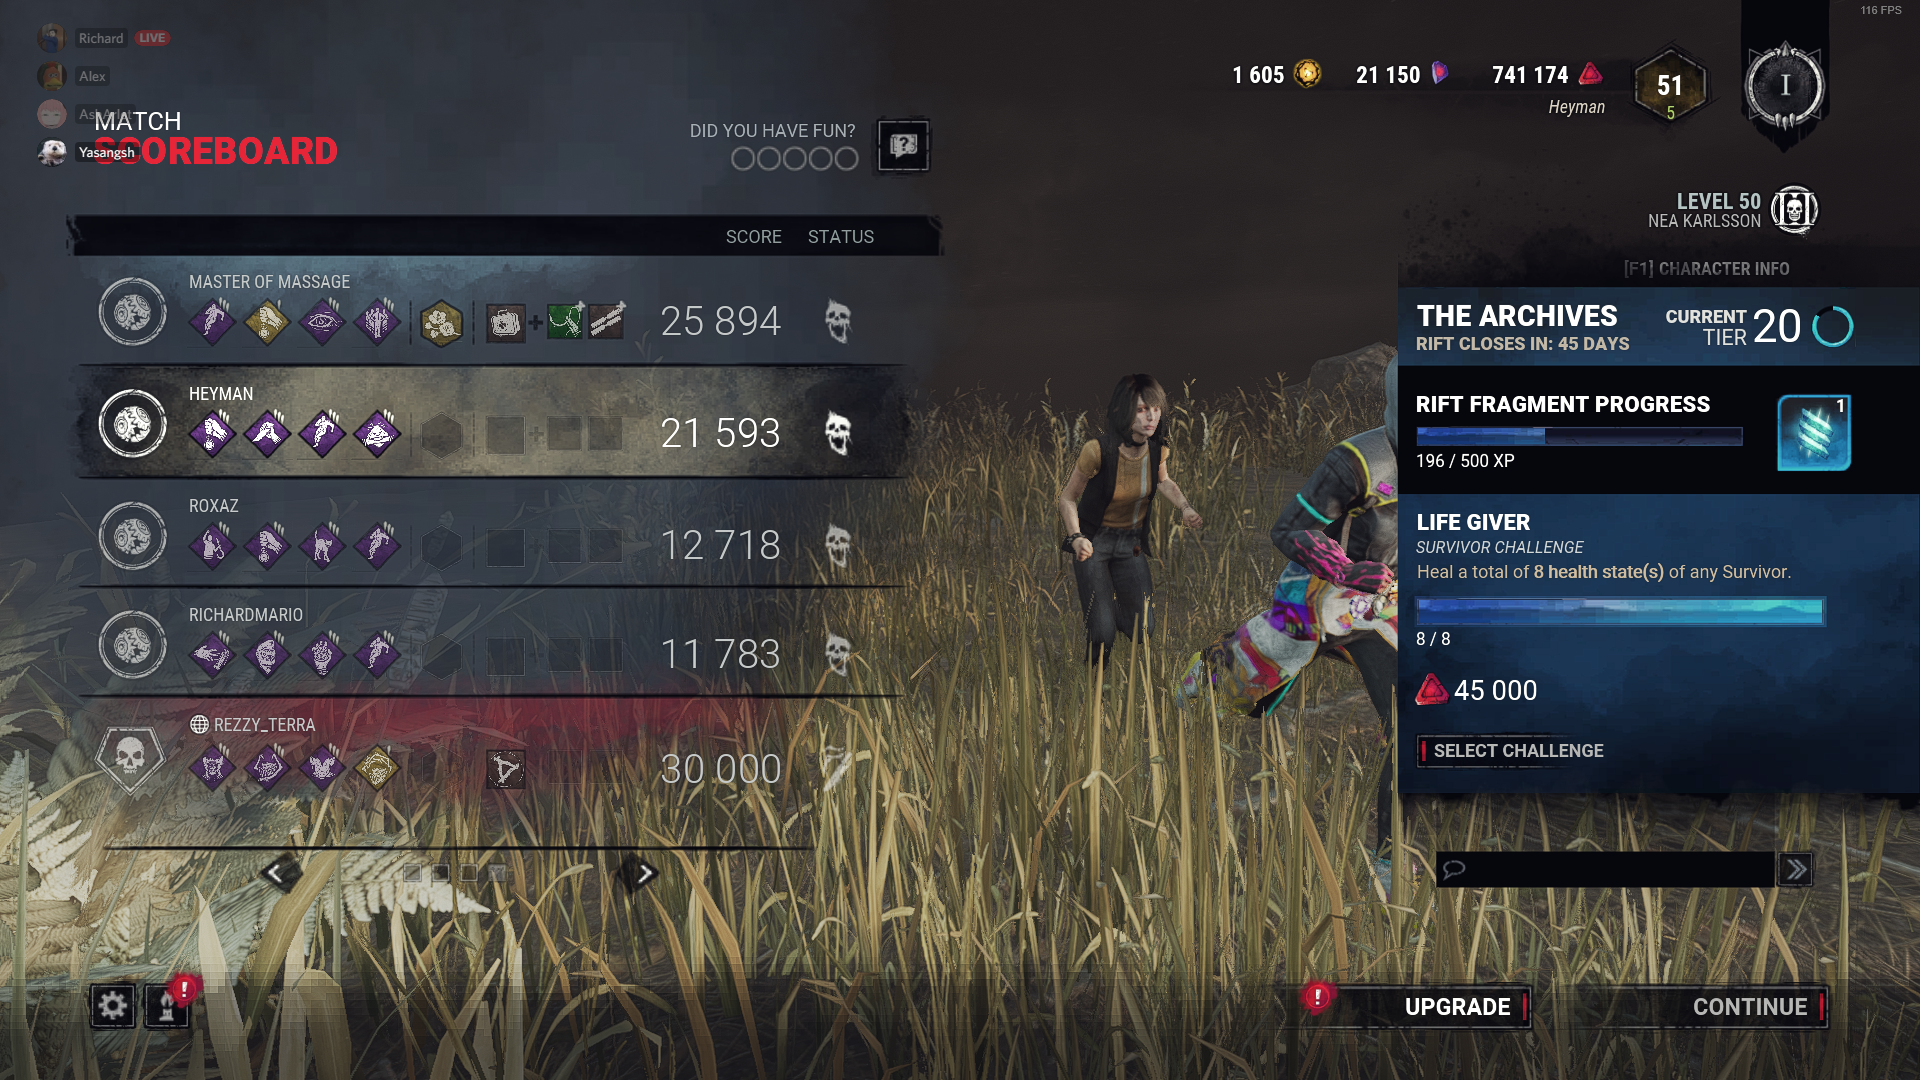 116 FPS
Richard LIVE
Alex
Yasangsh
MATCH
SCOREBOARD
DID YOU HAVE FUN?
1 605
21 150
741 174
Heyman
51
5
I
LEVEL 50
NEA KARLSSON
[F1] CHARACTER INFO
SCORE STATUS
MASTER OF MASSAGE
25 894
HEYMAN
21 593
ROXAZ
12 718
RICHARDMARIO
11 783
REZZY_TERRA
30 000
THE ARCHIVES
RIFT CLOSES IN: 45 DAYS
CURRENT
TIER 20
RIFT FRAGMENT PROGRESS
1
196 / 500 XP
LIFE GIVER
SURVIVOR CHALLENGE
Heal a total of 8 health state(s) of any Survivor.
8 / 8
45 000
SELECT CHALLENGE
UPGRADE
CONTINUE